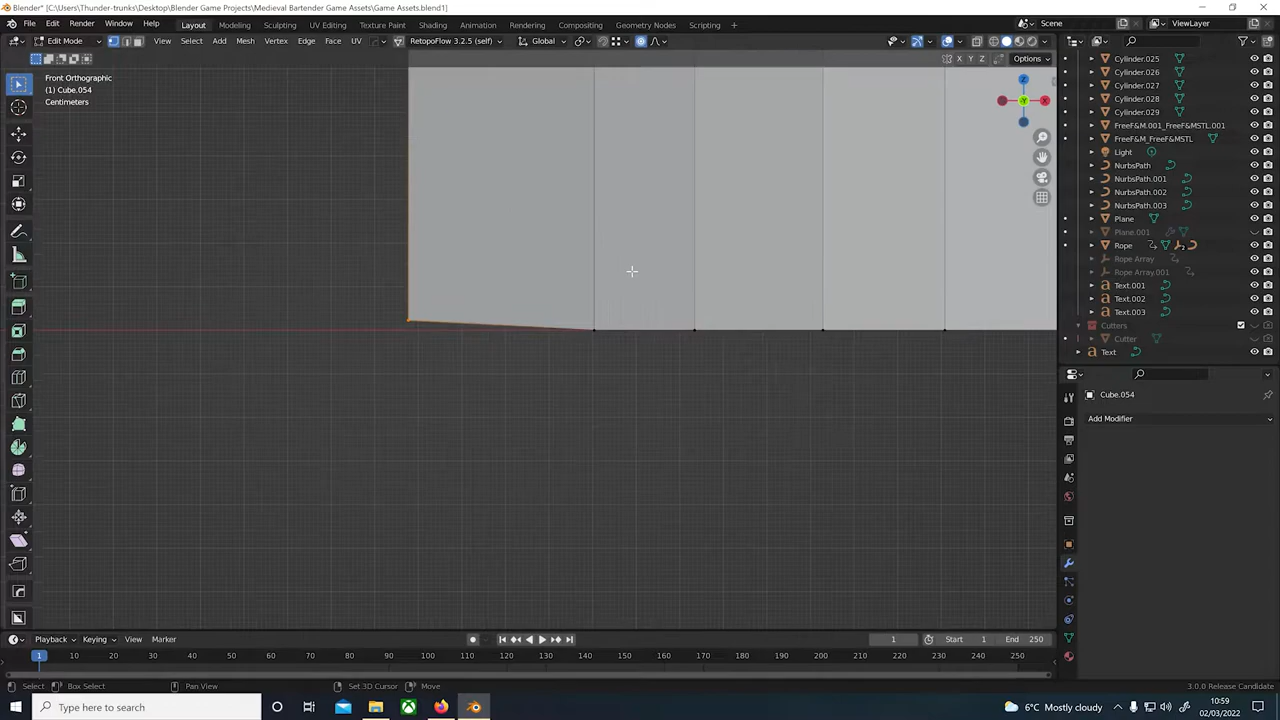 Blender* [C:\Users\Thunder-trunks\Desktop\Blender Game Projects\Medieval Bartender Game Assets\Game Assets.blend1]
File Edit Render Window Help Layout Modeling Sculpting UV Editing Texture Paint Shading Animation Rendering Compositing Geometry Nodes Scripting Scene ViewLayer
Edit Mode View Select Add Mesh Vertex Edge Face UV RetopoFlow 3.2.5 (self) Global
X Y Z Options
Front Orthographic
(1) Cube.054
Centimeters
Z
Y X
Cylinder.025
Cylinder.026
Cylinder.027
Cylinder.028
Cylinder.029
FreeF&M.001_FreeF&MSTL.001
FreeF&M_FreeF&MSTL
Light
NurbsPath
NurbsPath.001
NurbsPath.002
NurbsPath.003
Plane
Plane.001
Rope
Rope Array
Rope Array.001
Text.001
Text.002
Text.003
Cutters
Cutter
Text
Cube.054
Add Modifier
Playback Keying View Marker 1 Start 1 End 250
1 10 20 30 40 50 60 70 80 90 100 110 120 130 140 150 160 170 180 190 200 210 220 230 240 250
Select Box Select Pan View Set 3D Cursor Move 3.0.0 Release Candidate
Type here to search 6°C Mostly cloudy 10:59
02/03/2022